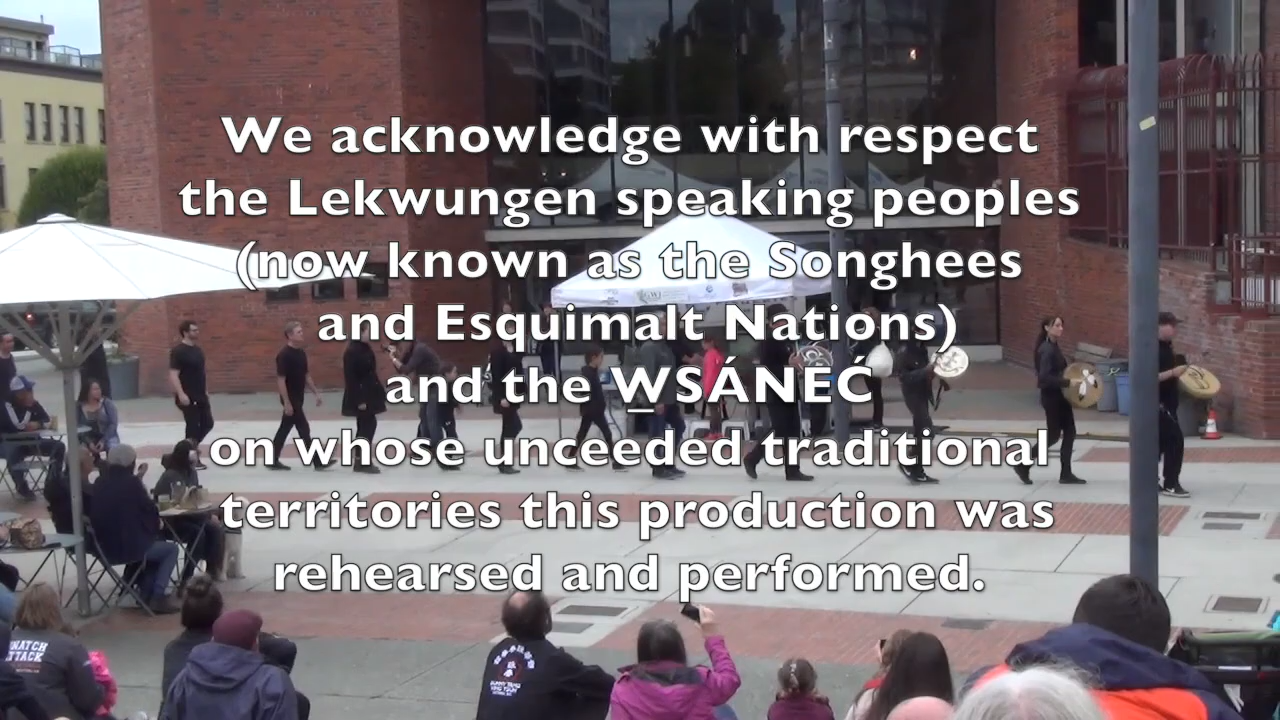 We acknowledge with respect
the Lekwungen speaking peoples
(now known as the Songhees
and Esquimalt Nations)
and the W̱SÁNEĆ
on whose unceeded traditional
territories this production was
rehearsed and performed.